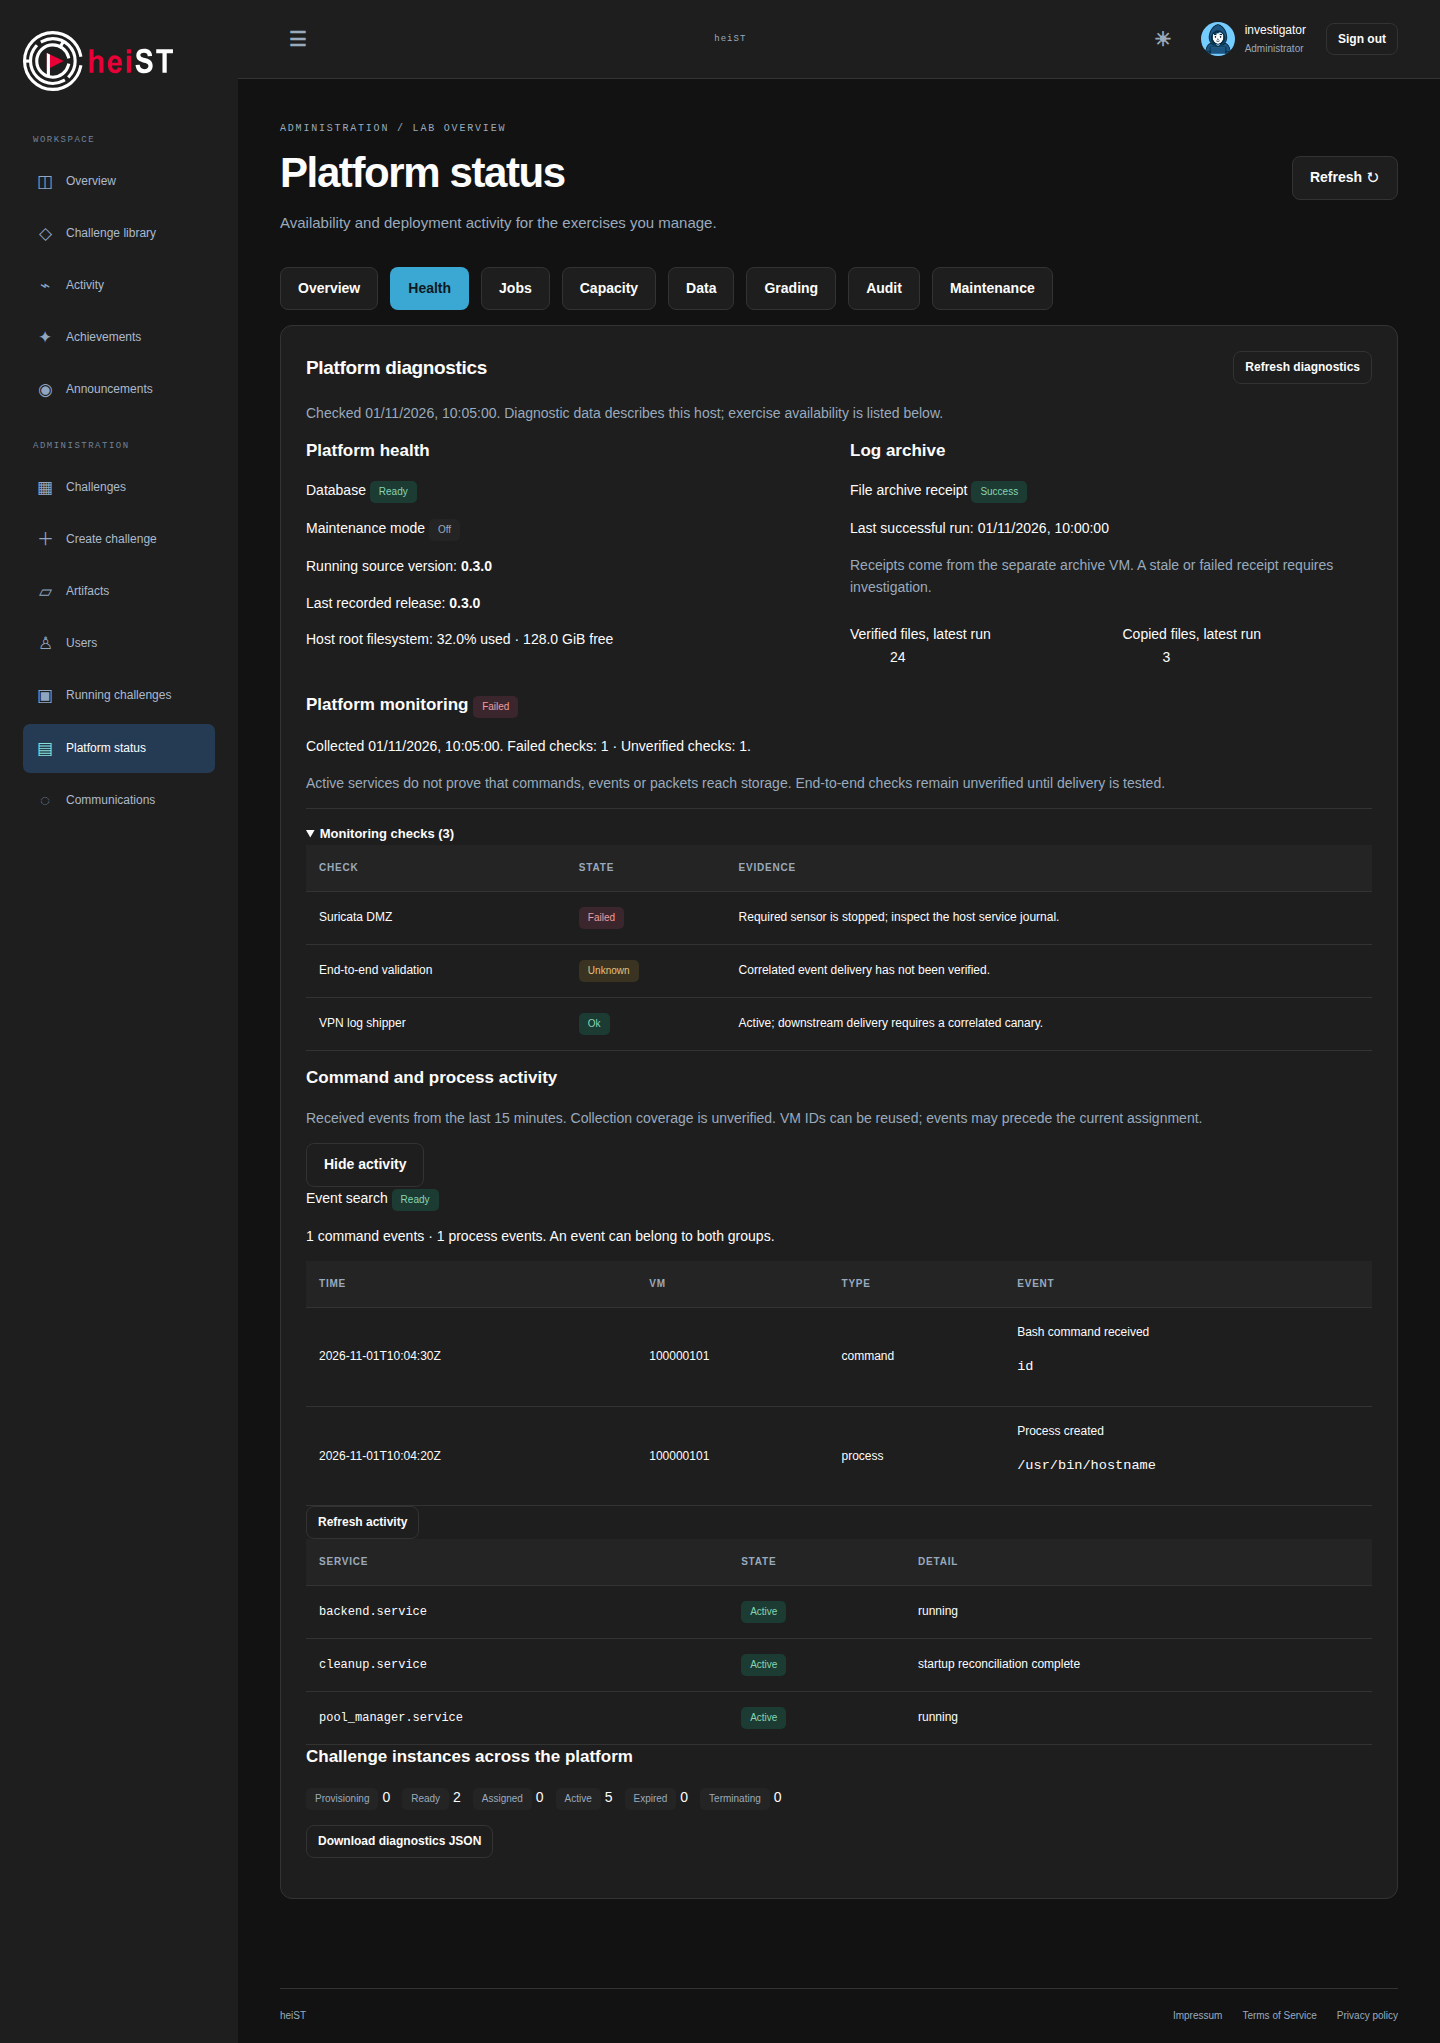 heiST
WORKSPACE
Overview
Challenge library
Activity
Achievements
Announcements
ADMINISTRATION
Challenges
Create challenge
Artifacts
Users
Running challenges
Platform status
Communications
heiST
investigator
Administrator
Sign out
ADMINISTRATION / LAB OVERVIEW
Platform status
Refresh ↻
Availability and deployment activity for the exercises you manage.
Overview Health Jobs Capacity Data Grading Audit Maintenance
Platform diagnostics
Refresh diagnostics
Checked 01/11/2026, 10:05:00. Diagnostic data describes this host; exercise availability is listed below.
Platform health
Database Ready
Maintenance mode Off
Running source version: 0.3.0
Last recorded release: 0.3.0
Host root filesystem: 32.0% used · 128.0 GiB free
Log archive
File archive receipt Success
Last successful run: 01/11/2026, 10:00:00
Receipts come from the separate archive VM. A stale or failed receipt requires
investigation.
Verified files, latest run Copied files, latest run
24 3
Platform monitoring Failed
Collected 01/11/2026, 10:05:00. Failed checks: 1 · Unverified checks: 1.
Active services do not prove that commands, events or packets reach storage. End-to-end checks remain unverified until delivery is tested.
▼ Monitoring checks (3)
CHECK STATE EVIDENCE
Suricata DMZ Failed Required sensor is stopped; inspect the host service journal.
End-to-end validation Unknown Correlated event delivery has not been verified.
VPN log shipper Ok Active; downstream delivery requires a correlated canary.
Command and process activity
Received events from the last 15 minutes. Collection coverage is unverified. VM IDs can be reused; events may precede the current assignment.
Hide activity
Event search Ready
1 command events · 1 process events. An event can belong to both groups.
TIME VM TYPE EVENT
2026-11-01T10:04:30Z 100000101 command Bash command received
id
2026-11-01T10:04:20Z 100000101 process Process created
/usr/bin/hostname
Refresh activity
SERVICE STATE DETAIL
backend.service Active running
cleanup.service Active startup reconciliation complete
pool_manager.service Active running
Challenge instances across the platform
Provisioning 0 Ready 2 Assigned 0 Active 5 Expired 0 Terminating 0
Download diagnostics JSON
heiST
Impressum Terms of Service Privacy policy